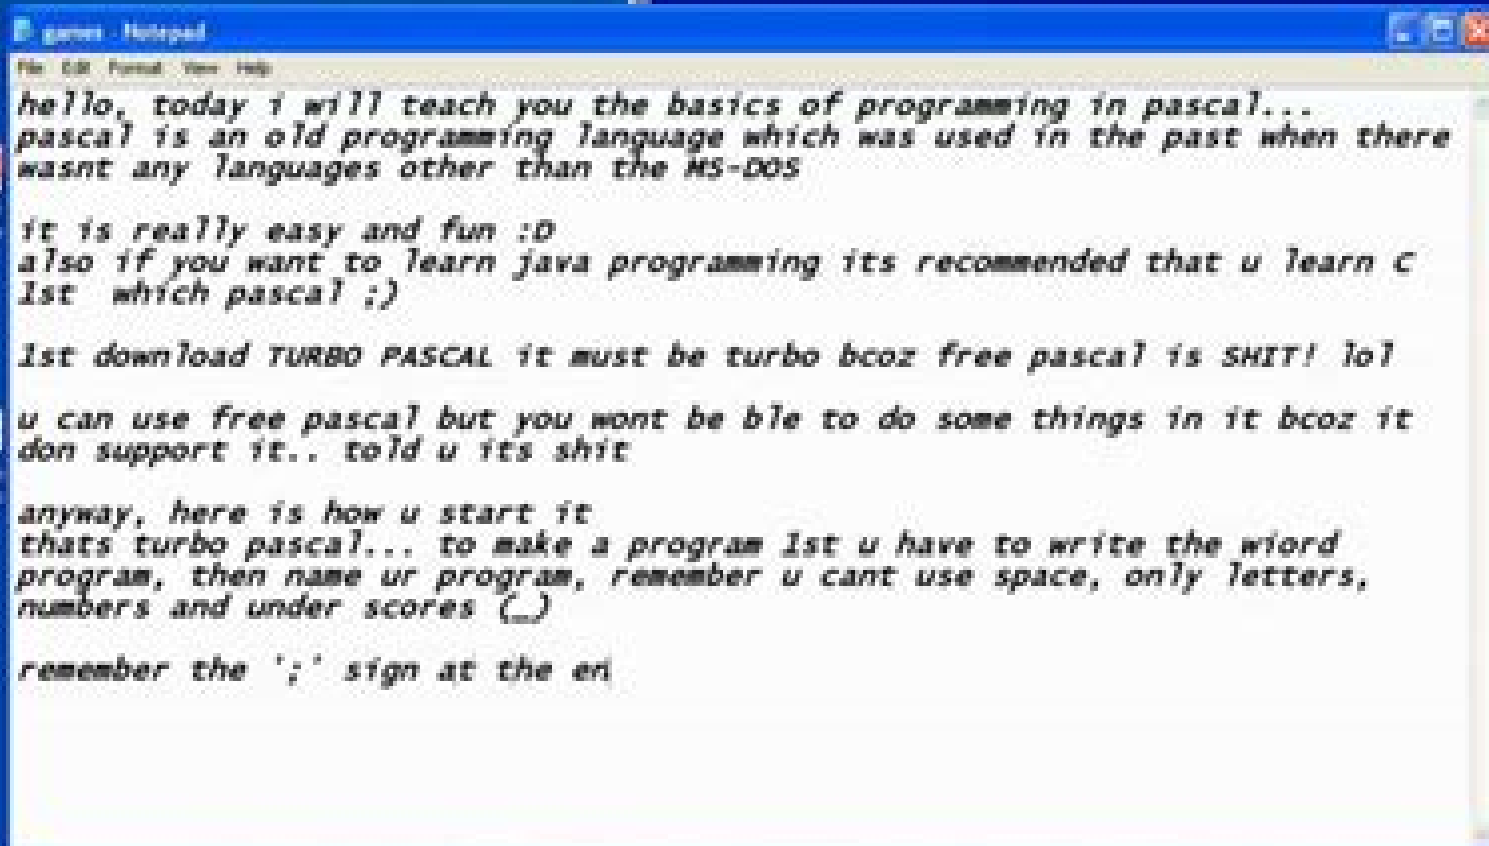 games - Notepad
File Edit Format View Help
hello, today i will teach you the basics of programming in pascal...
pascal is an old programming language which was used in the past when there
wasnt any languages other than the MS-DOS
it is really easy and fun :D
also if you want to learn java programming its recommended that u learn C
1st  which pascal ;)
1st download TURBO PASCAL it must be turbo bcoz free pascal is SHIT! lol
u can use free pascal but you wont be ble to do some things in it bcoz it
don support it.. told u its shit
anyway, here is how u start it
thats turbo pascal... to make a program 1st u have to write the wiord
program, then name ur program, remember u cant use space, only letters,
numbers and under scores (_)
remember the ';' sign at the en